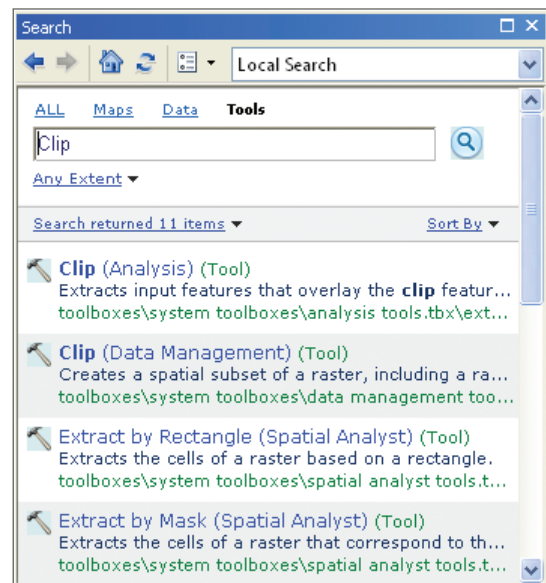 Search
Local Search
ALL Maps Data Tools
Clip
Any Extent
Search returned 11 items Sort By
Clip (Analysis) (Tool)
Extracts input features that overlay the clip featur...
toolboxes\system toolboxes\analysis tools.tbx\ext...
Clip (Data Management) (Tool)
Creates a spatial subset of a raster, including a ra...
toolboxes\system toolboxes\data management too...
Extract by Rectangle (Spatial Analyst) (Tool)
Extracts the cells of a raster based on a rectangle.
toolboxes\system toolboxes\spatial analyst tools.t...
Extract by Mask (Spatial Analyst) (Tool)
Extracts the cells of a raster that correspond to th...
toolboxes\system toolboxes\spatial analyst tools.t...